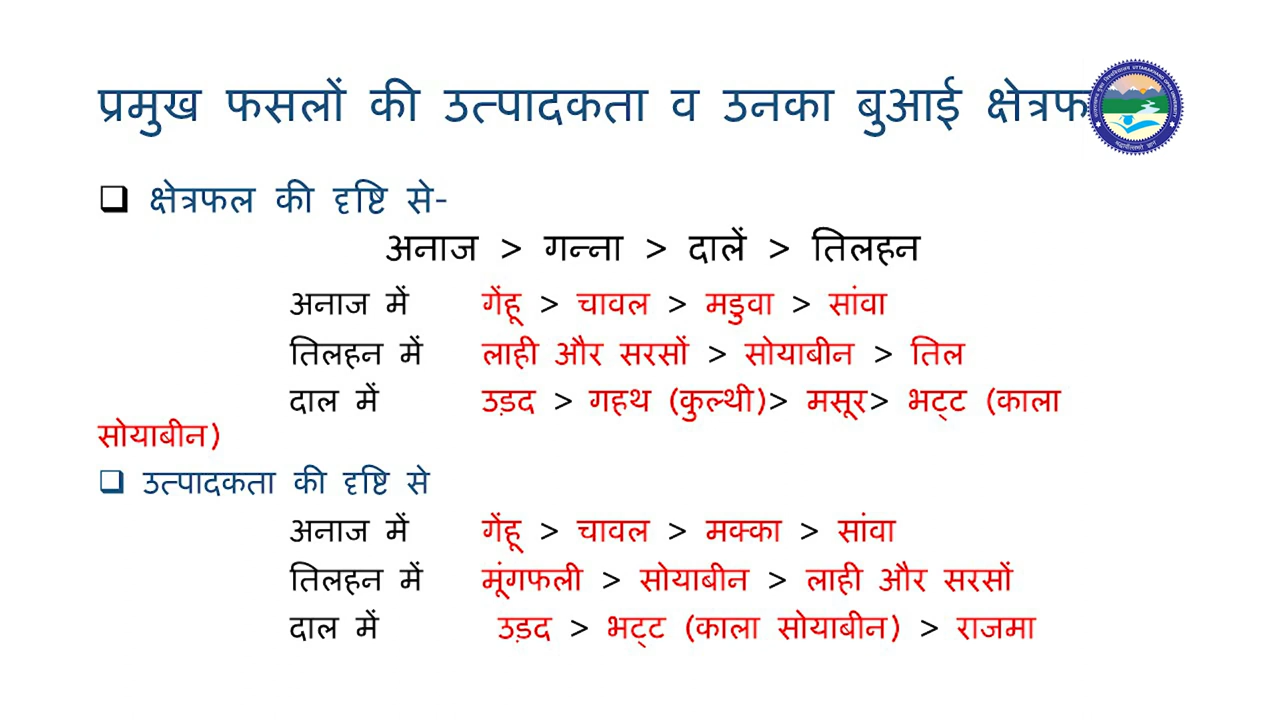 प्रमुख फसलों की उत्पादकता व उनका बुआई क्षेत्रफ
क्षेत्रफल की दृष्टि से-
अनाज > गन्ना > दालें > तिलहन
अनाज में गेंहू > चावल > मडुवा > सांवा
तिलहन में लाही और सरसों > सोयाबीन > तिल
दाल में उड़द > गहथ (कुल्थी)> मसूर> भट्ट (काला
सोयाबीन)
उत्पादकता की दृष्टि से
अनाज में गेंहू > चावल > मक्का > सांवा
तिलहन में मूंगफली > सोयाबीन > लाही और सरसों
दाल में उड़द > भट्ट (काला सोयाबीन) > राजमा